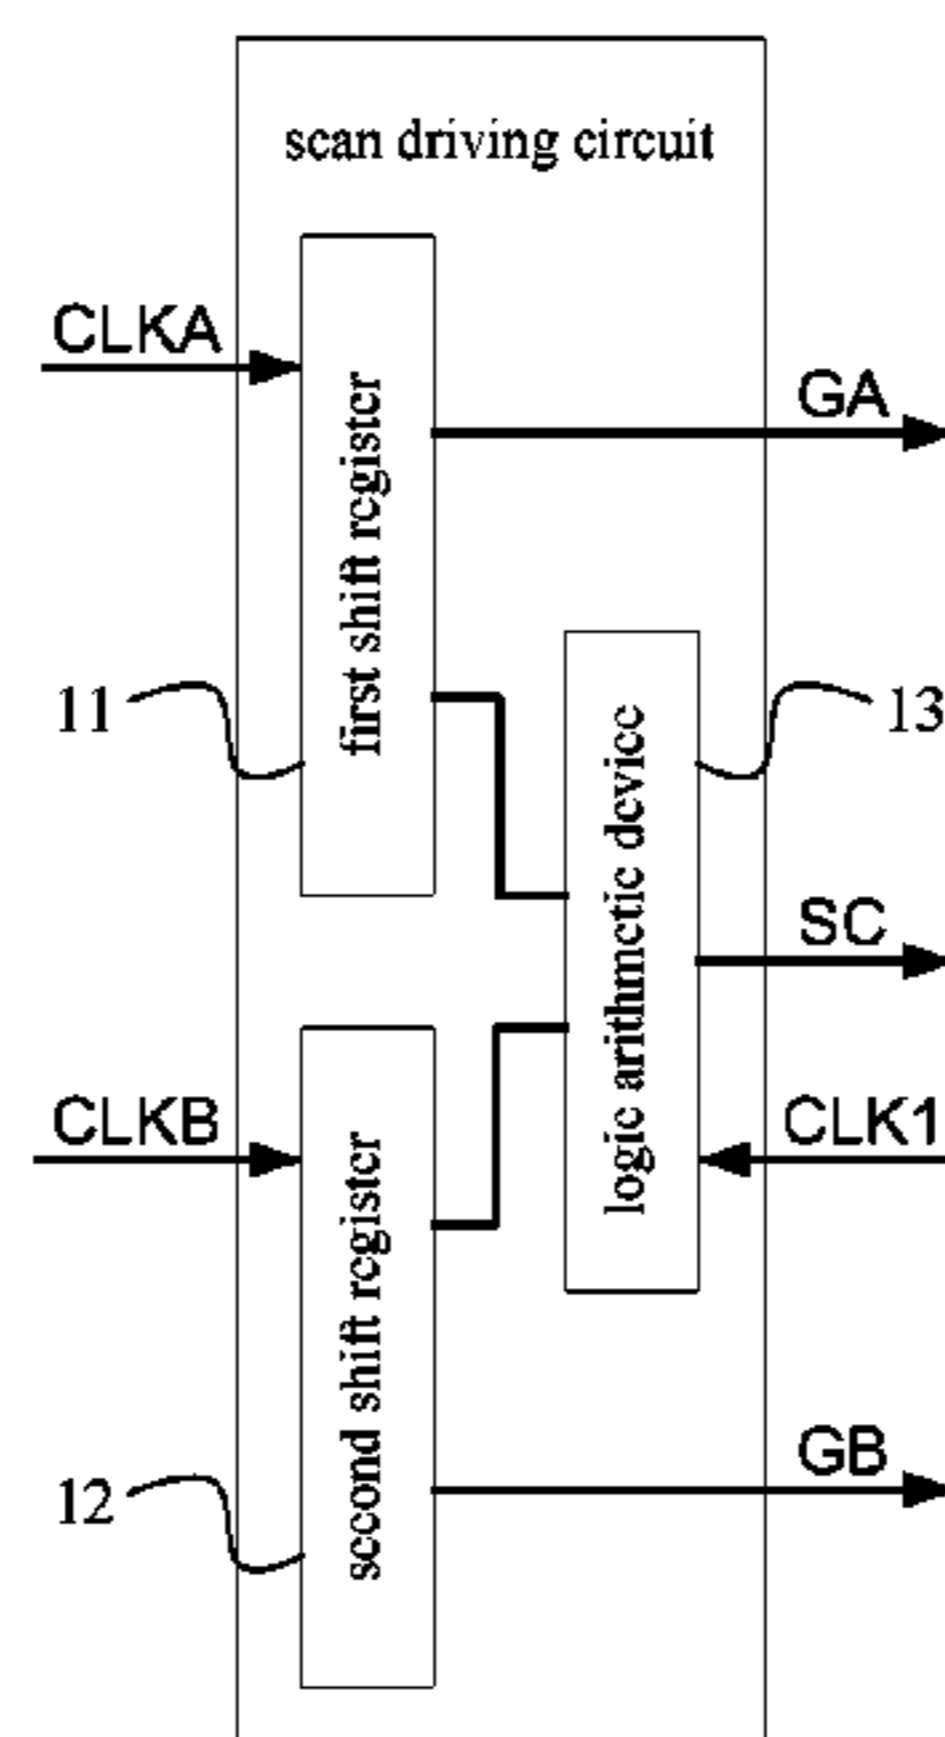 scan driving circuit
CLKA
GA
first shift register
11
13
logic arithmetic device
SC
CLKB
CLK1
second shift register
GB
12